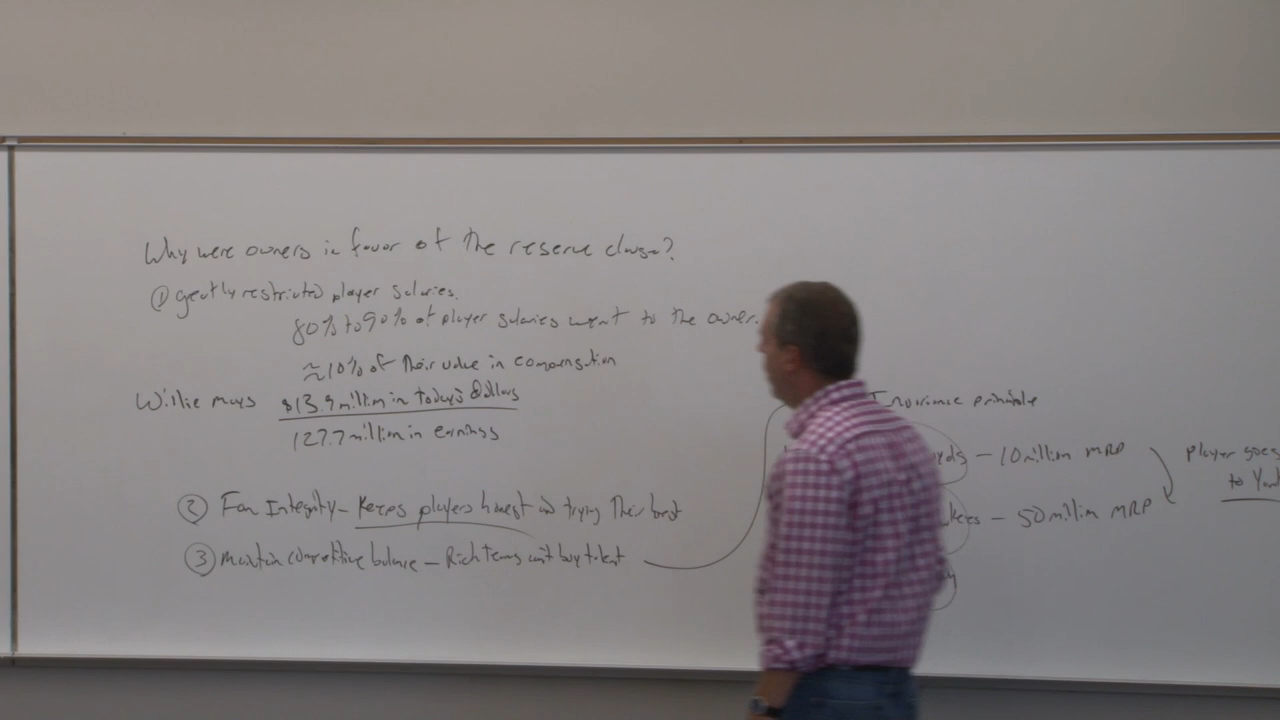 Why were owners in favor of the reserve clause?
① greatly restricted player salaries.
80% to 90% of player salaries went to the owner.
≈10% of their value in compensation
Willie Mays $13.9 million in today's dollars
127.7 million in earnings
② Fan Integrity - Keeps players honest and trying their best
③ Maintain competitive balance - Rich teams can't buy talent
Invariance principle
- 10 million MRP
- 50 million MRP
player goes
to